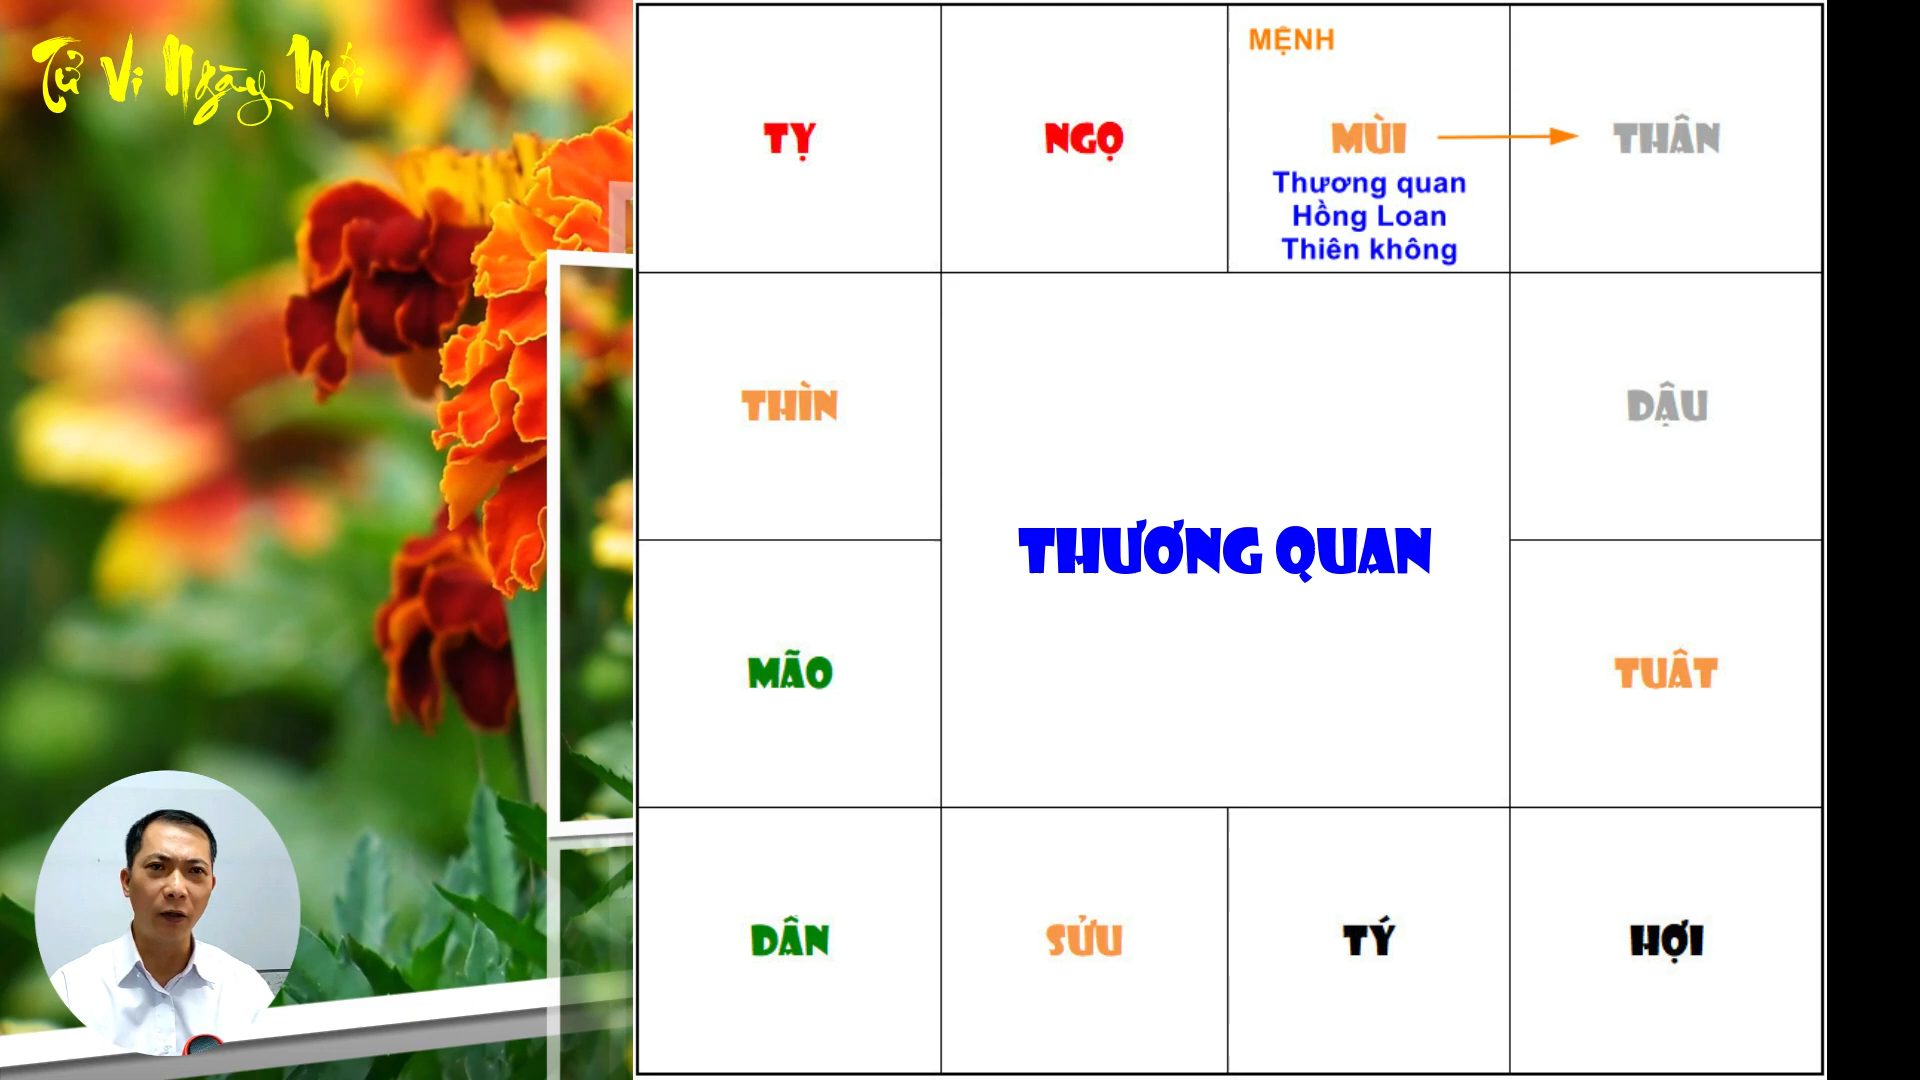 Tử Vi Ngày Mới
MỆNH
TỴ
NGỌ
MÙI
THÂN
Thương quan
Hồng Loan
Thiên không
THÌN
DẬU
THƯƠNG QUAN
MÃO
TUÂT
DẦN
SỬU
TÝ
HỢI